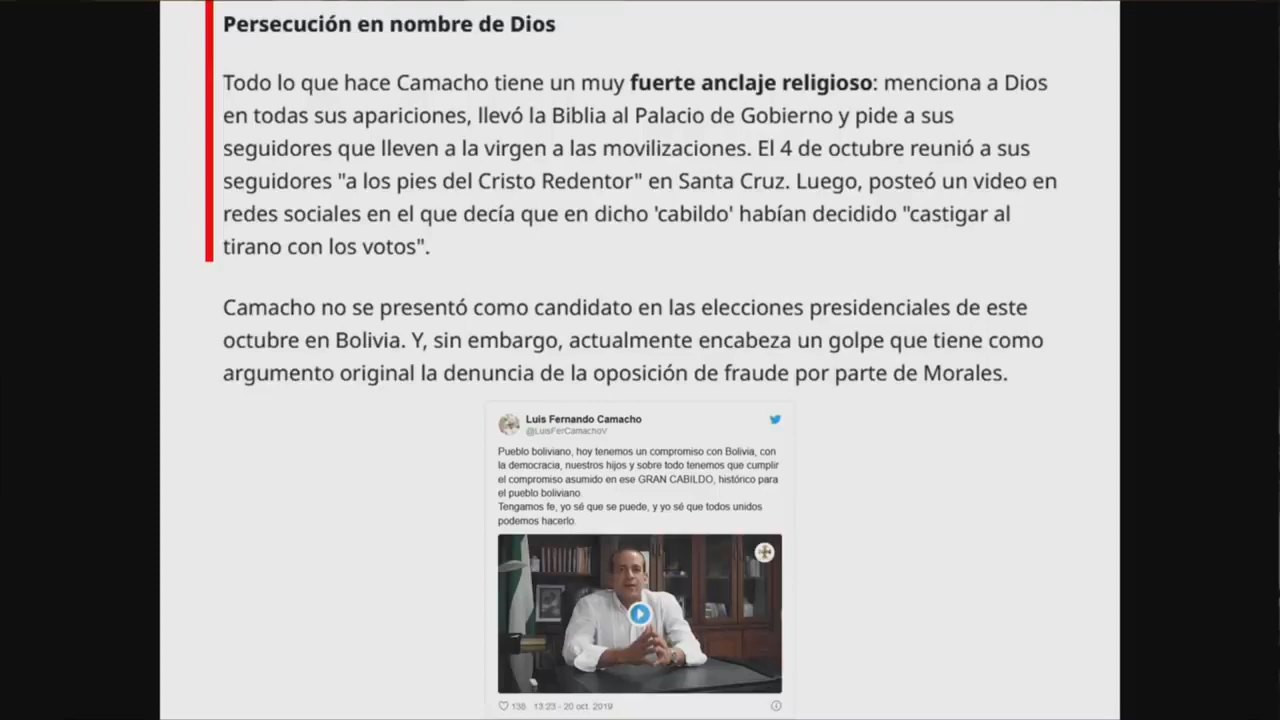 Persecución en nombre de Dios
Todo lo que hace Camacho tiene un muy fuerte anclaje religioso: menciona a Dios
en todas sus apariciones, llevó la Biblia al Palacio de Gobierno y pide a sus
seguidores que lleven a la virgen a las movilizaciones. El 4 de octubre reunió a sus
seguidores "a los pies del Cristo Redentor" en Santa Cruz. Luego, posteó un video en
redes sociales en el que decía que en dicho 'cabildo' habían decidido "castigar al
tirano con los votos".
Camacho no se presentó como candidato en las elecciones presidenciales de este
octubre en Bolivia. Y, sin embargo, actualmente encabeza un golpe que tiene como
argumento original la denuncia de la oposición de fraude por parte de Morales.
Luis Fernando Camacho
@LuisFerCamachoV
Pueblo boliviano, hoy tenemos un compromiso con Bolivia, con
la democracia, nuestros hijos y sobre todo tenemos que cumplir
el compromiso asumido en ese GRAN CABILDO, histórico para
el pueblo boliviano.
Tengamos fe, yo sé que se puede, y yo sé que todos unidos
podemos hacerlo.
138 13:23 - 20 oct. 2019